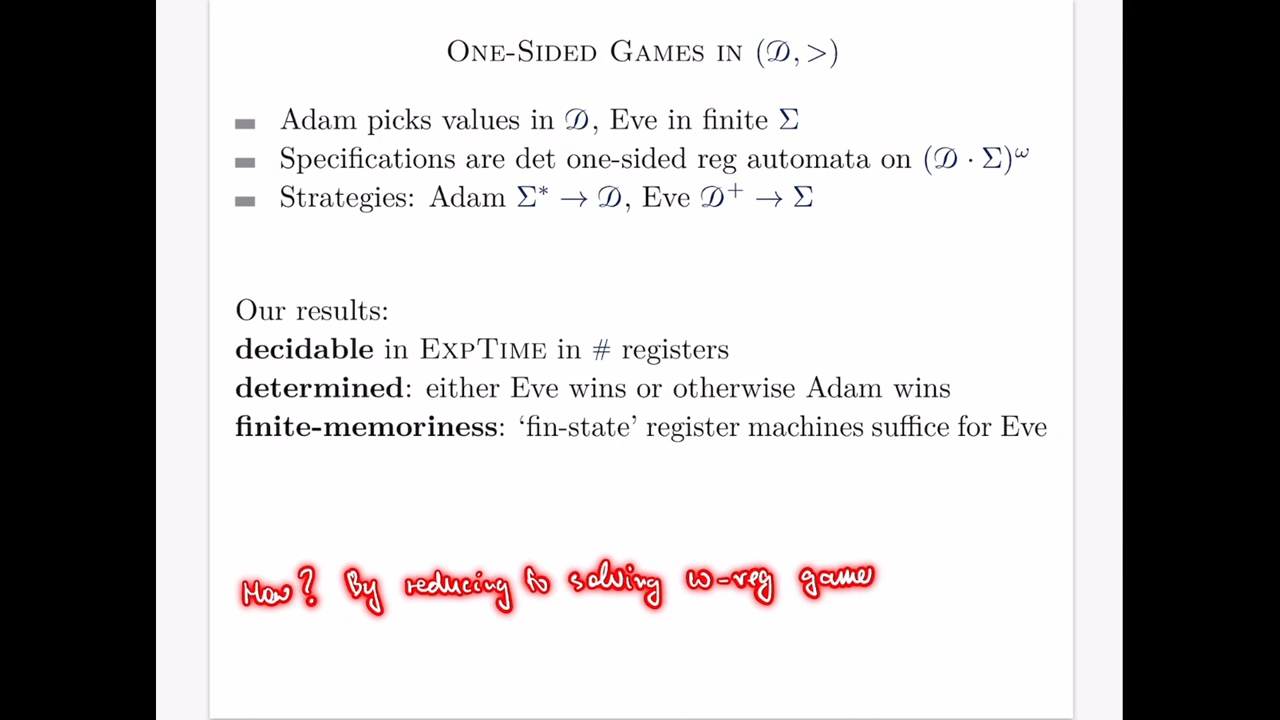 ONE-SIDED GAMES IN (𝒟, >)
Adam picks values in 𝒟, Eve in finite Σ
Specifications are det one-sided reg automata on (𝒟 · Σ)^ω
Strategies: Adam Σ* → 𝒟, Eve 𝒟⁺ → Σ
Our results:
decidable in EXPTIME in # registers
determined: either Eve wins or otherwise Adam wins
finite-memoriness: ‘fin-state’ register machines suffice for Eve
How? By reducing to solving ω-reg game